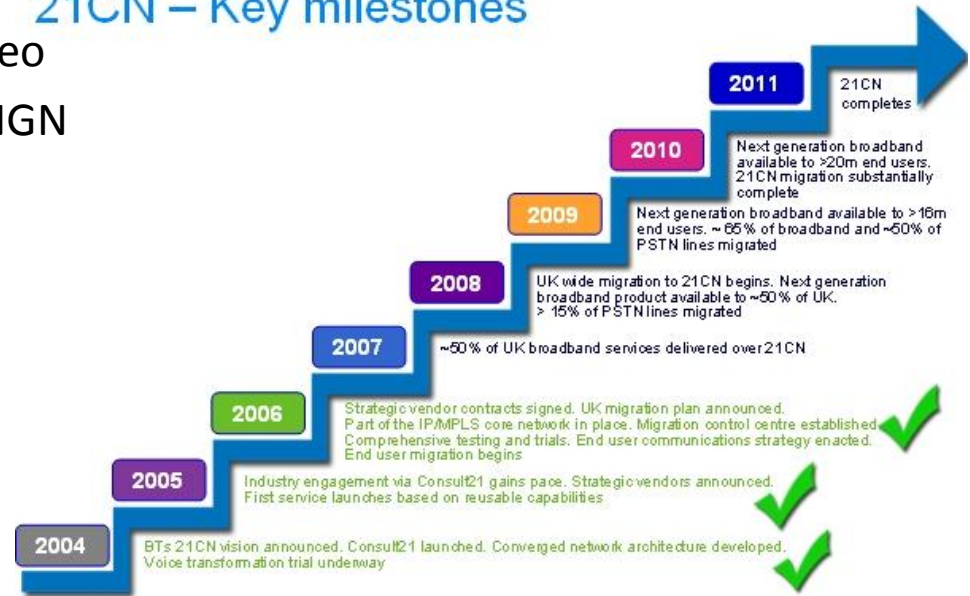 21CN – Key milestones
eo
IGN
2011
21CN
completes
2010
Next generation broadband
available to >20m end users.
21CN migration substantially
complete
2009
Next generation broadband available to >16m
end users. ~ 65% of broadband and ~50% of
PSTN lines migrated
2008
UK wide migration to 21CN begins. Next generation
broadband product available to ~50% of UK.
> 15% of PSTN lines migrated
2007
~50% of UK broadband services delivered over 21CN
2006
Strategic vendor contracts signed. UK migration plan announced.
Part of the IP/MPLS core network in place. Migration control centre established
Comprehensive testing and trials. End user communications strategy enacted.
End user migration begins
2005
Industry engagement via Consult21 gains pace. Strategic vendors announced.
First service launches based on reusable capabilities
2004
BTs 21CN vision announced. Consult21 launched. Converged network architecture developed.
Voice transformation trial underway